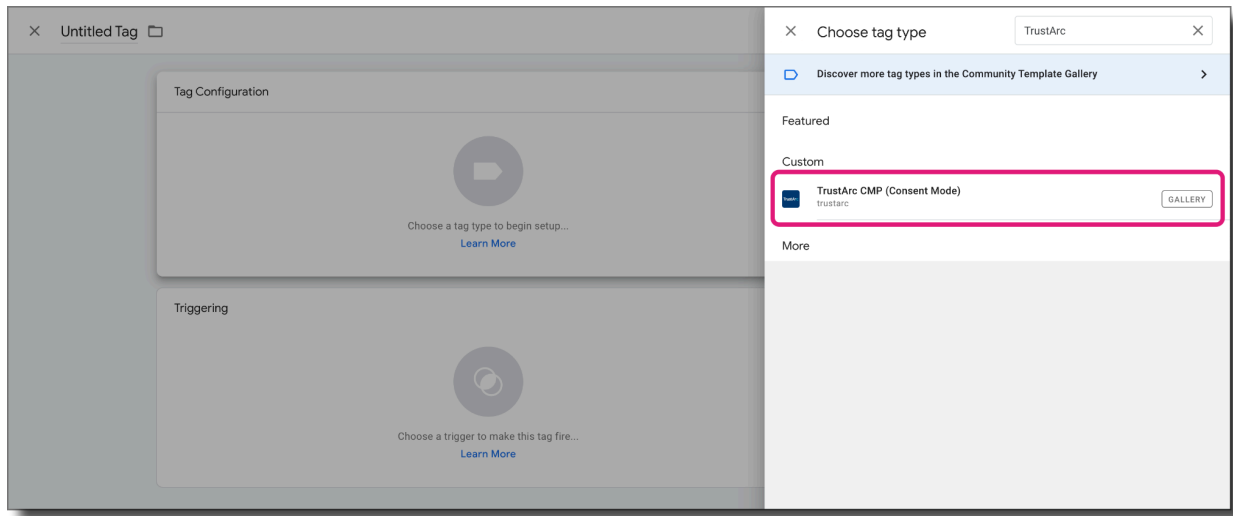 Untitled Tag
Tag Configuration
Choose a tag type to begin setup...
Learn More
Triggering
Choose a trigger to make this tag fire...
Learn More
Choose tag type
TrustArc
Discover more tag types in the Community Template Gallery
Featured
Custom
TrustArc
TrustArc CMP (Consent Mode)
trustarc
GALLERY
More